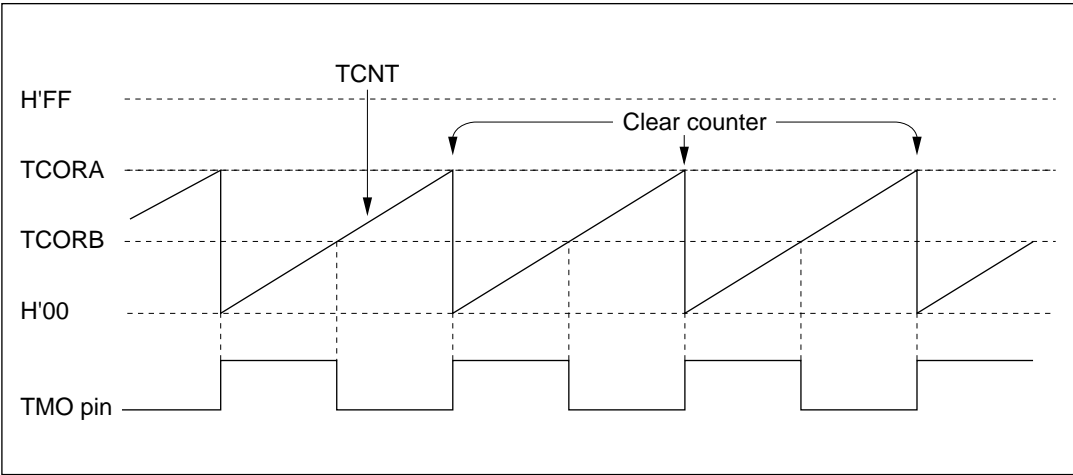 TCNT
H'FF
Clear counter
TCORA
TCORB
H'00
TMO pin